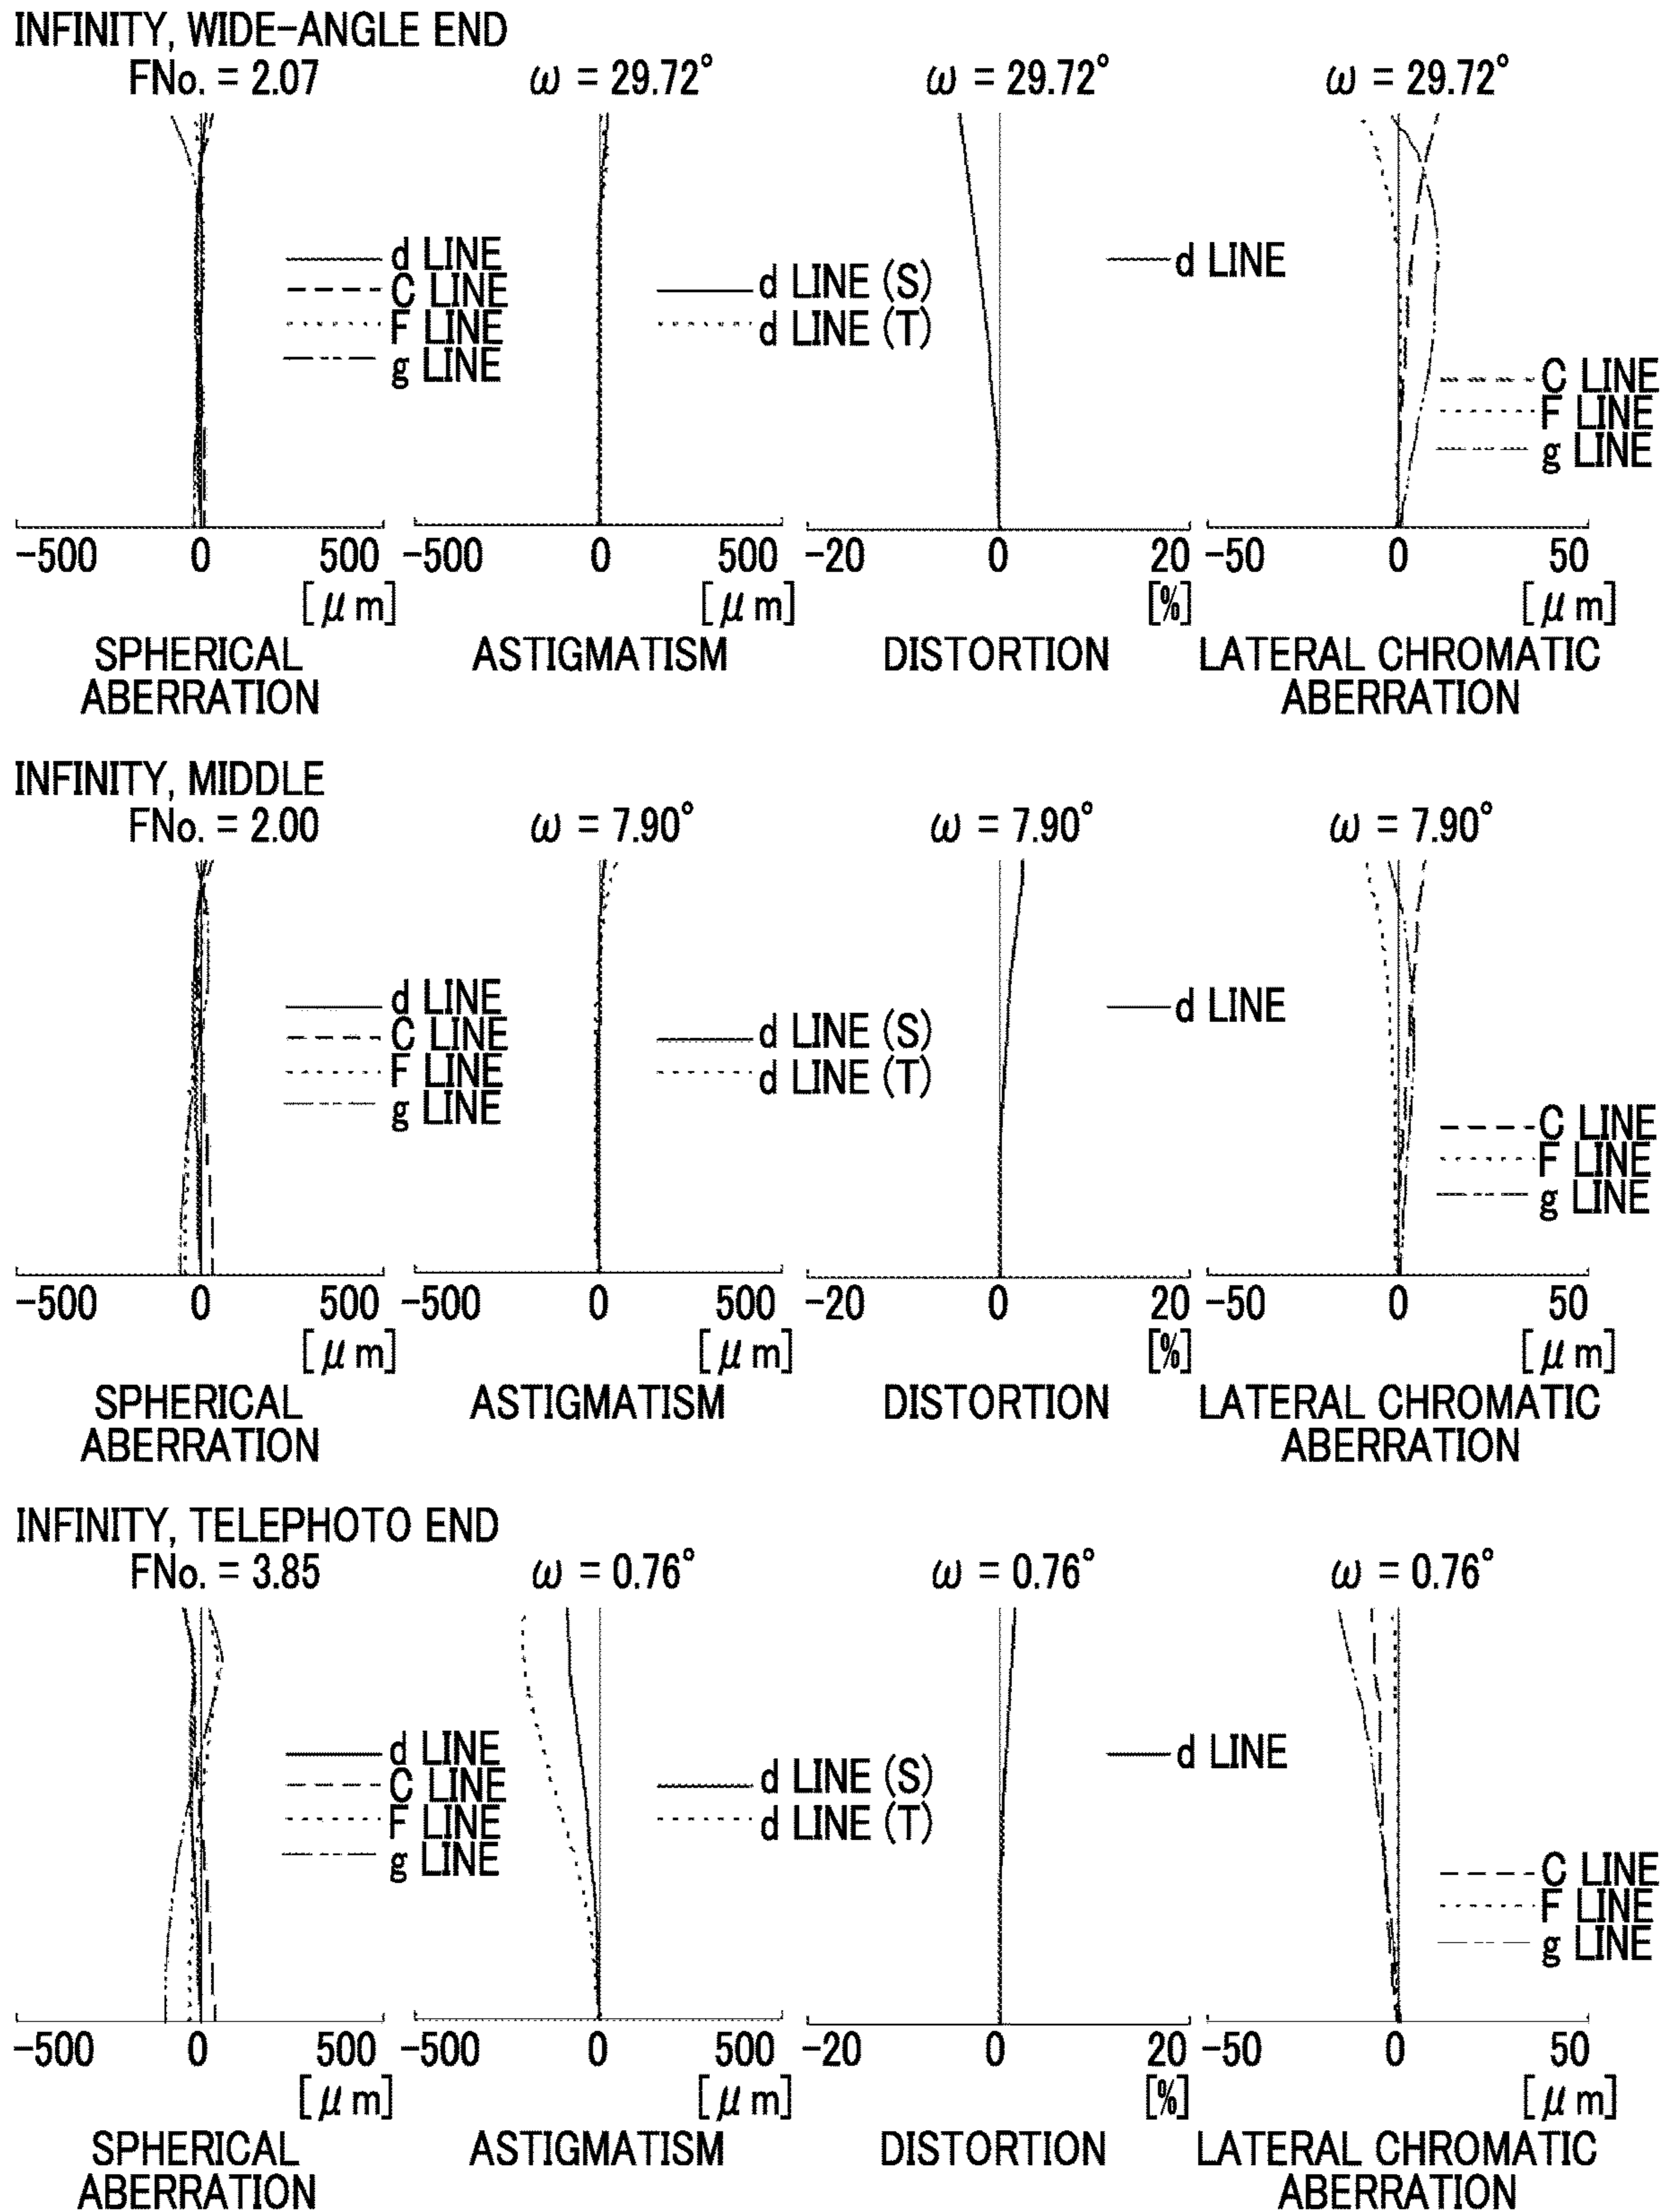 INFINITY, WIDE-ANGLE END
FNo. = 2.07
ω = 29.72°
ω = 29.72°
ω = 29.72°
d LINE
C LINE
F LINE
g LINE
d LINE (S)
d LINE (T)
d LINE
C LINE
F LINE
g LINE
-500 0 500
[μm]
-500 0 500
[μm]
-20 0 20
[%]
-50 0 50
[μm]
SPHERICAL
ABERRATION
ASTIGMATISM
DISTORTION
LATERAL CHROMATIC
ABERRATION
INFINITY, MIDDLE
FNo. = 2.00
ω = 7.90°
ω = 7.90°
ω = 7.90°
d LINE
C LINE
F LINE
g LINE
d LINE (S)
d LINE (T)
d LINE
C LINE
F LINE
g LINE
-500 0 500
[μm]
-500 0 500
[μm]
-20 0 20
[%]
-50 0 50
[μm]
SPHERICAL
ABERRATION
ASTIGMATISM
DISTORTION
LATERAL CHROMATIC
ABERRATION
INFINITY, TELEPHOTO END
FNo. = 3.85
ω = 0.76°
ω = 0.76°
ω = 0.76°
d LINE
C LINE
F LINE
g LINE
d LINE (S)
d LINE (T)
d LINE
C LINE
F LINE
g LINE
-500 0 500
[μm]
-500 0 500
[μm]
-20 0 20
[%]
-50 0 50
[μm]
SPHERICAL
ABERRATION
ASTIGMATISM
DISTORTION
LATERAL CHROMATIC
ABERRATION